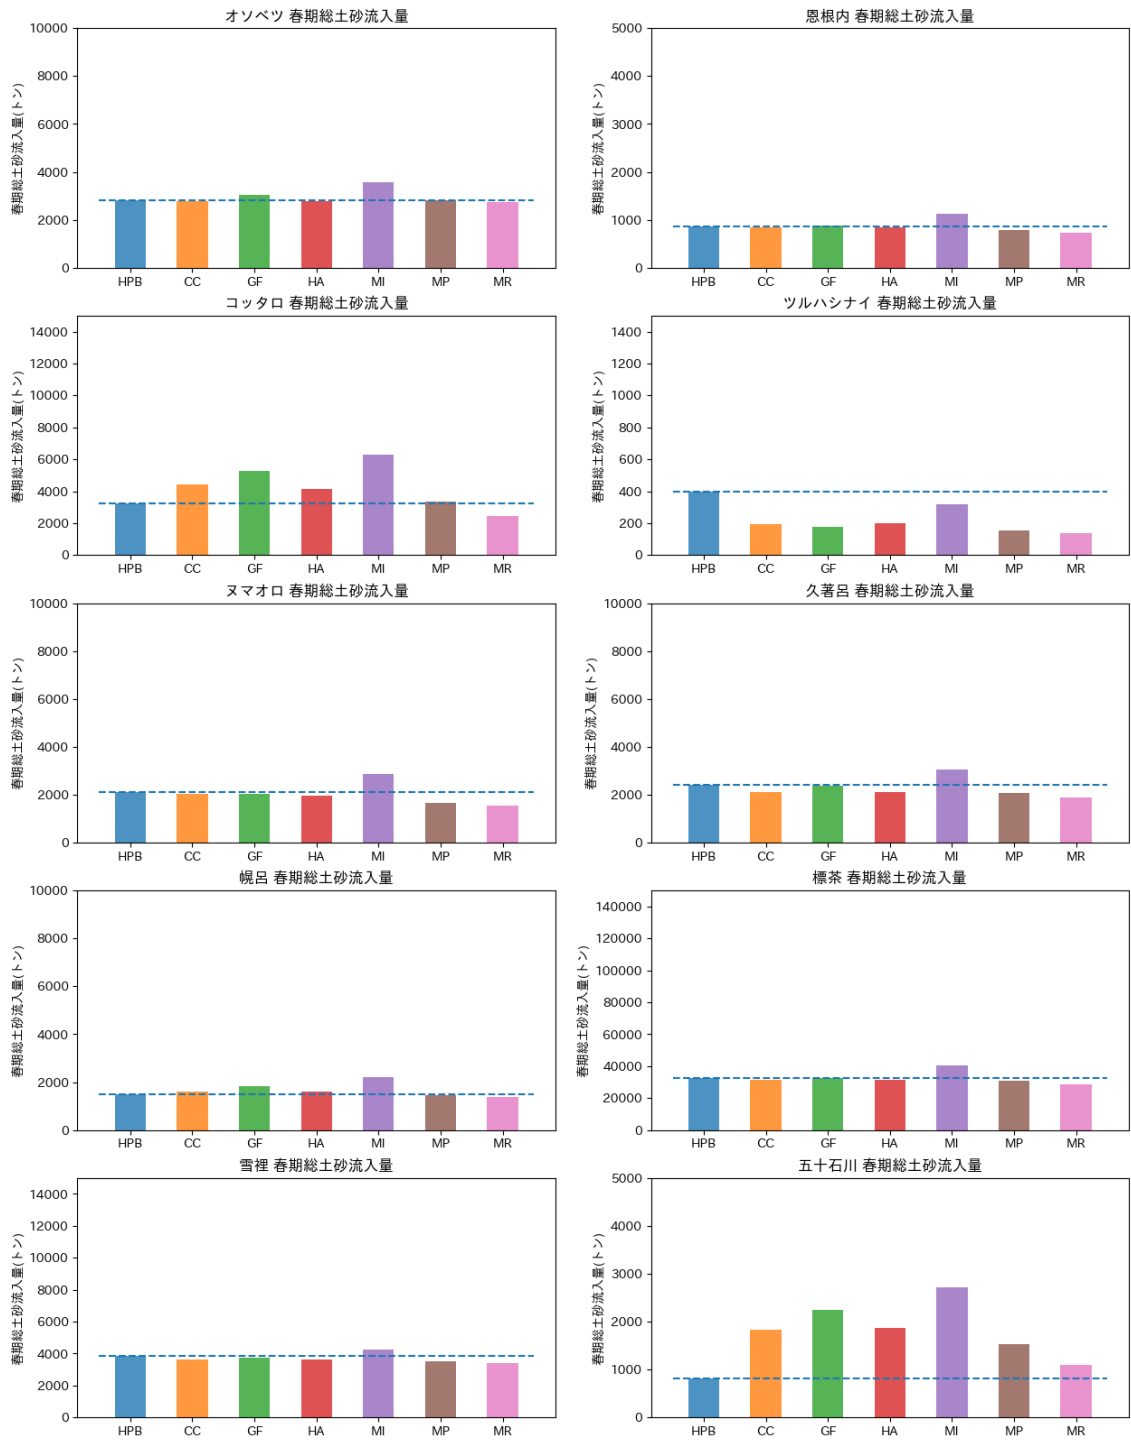 オソベツ 春期総土砂流入量
春期総土砂流入量(トン)
10000
8000
6000
4000
2000
0
HPB CC GF HA MI MP MR
恩根内 春期総土砂流入量
春期総土砂流入量(トン)
5000
4000
3000
2000
1000
0
HPB CC GF HA MI MP MR
コッタロ 春期総土砂流入量
春期総土砂流入量(トン)
14000
12000
10000
8000
6000
4000
2000
0
HPB CC GF HA MI MP MR
ツルハシナイ 春期総土砂流入量
春期総土砂流入量(トン)
1400
1200
1000
800
600
400
200
0
HPB CC GF HA MI MP MR
ヌマオロ 春期総土砂流入量
春期総土砂流入量(トン)
10000
8000
6000
4000
2000
0
HPB CC GF HA MI MP MR
久著呂 春期総土砂流入量
春期総土砂流入量(トン)
10000
8000
6000
4000
2000
0
HPB CC GF HA MI MP MR
幌呂 春期総土砂流入量
春期総土砂流入量(トン)
10000
8000
6000
4000
2000
0
HPB CC GF HA MI MP MR
標茶 春期総土砂流入量
春期総土砂流入量(トン)
140000
120000
100000
80000
60000
40000
20000
0
HPB CC GF HA MI MP MR
雪裡 春期総土砂流入量
春期総土砂流入量(トン)
14000
12000
10000
8000
6000
4000
2000
0
HPB CC GF HA MI MP MR
五十石川 春期総土砂流入量
春期総土砂流入量(トン)
5000
4000
3000
2000
1000
0
HPB CC GF HA MI MP MR